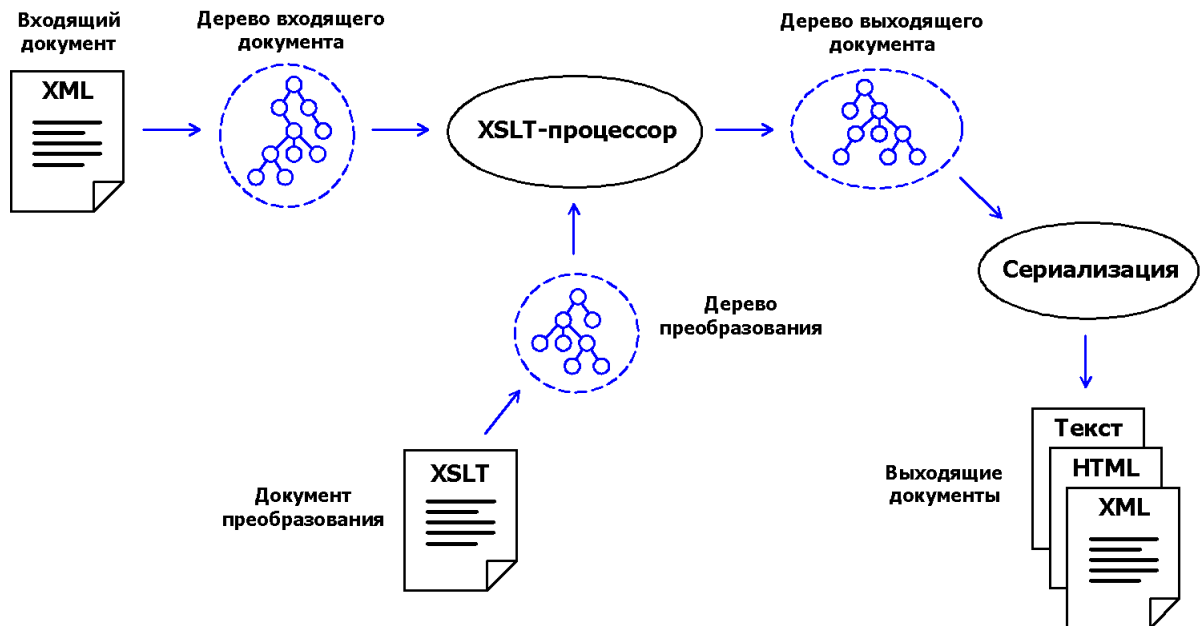 Входящий
документ
XML
Дерево входящего
документа
XSLT-процессор
Дерево выходящего
документа
Сериализация
Дерево
преобразования
XSLT
Документ
преобразования
Выходящие
документы
Текст
HTML
XML